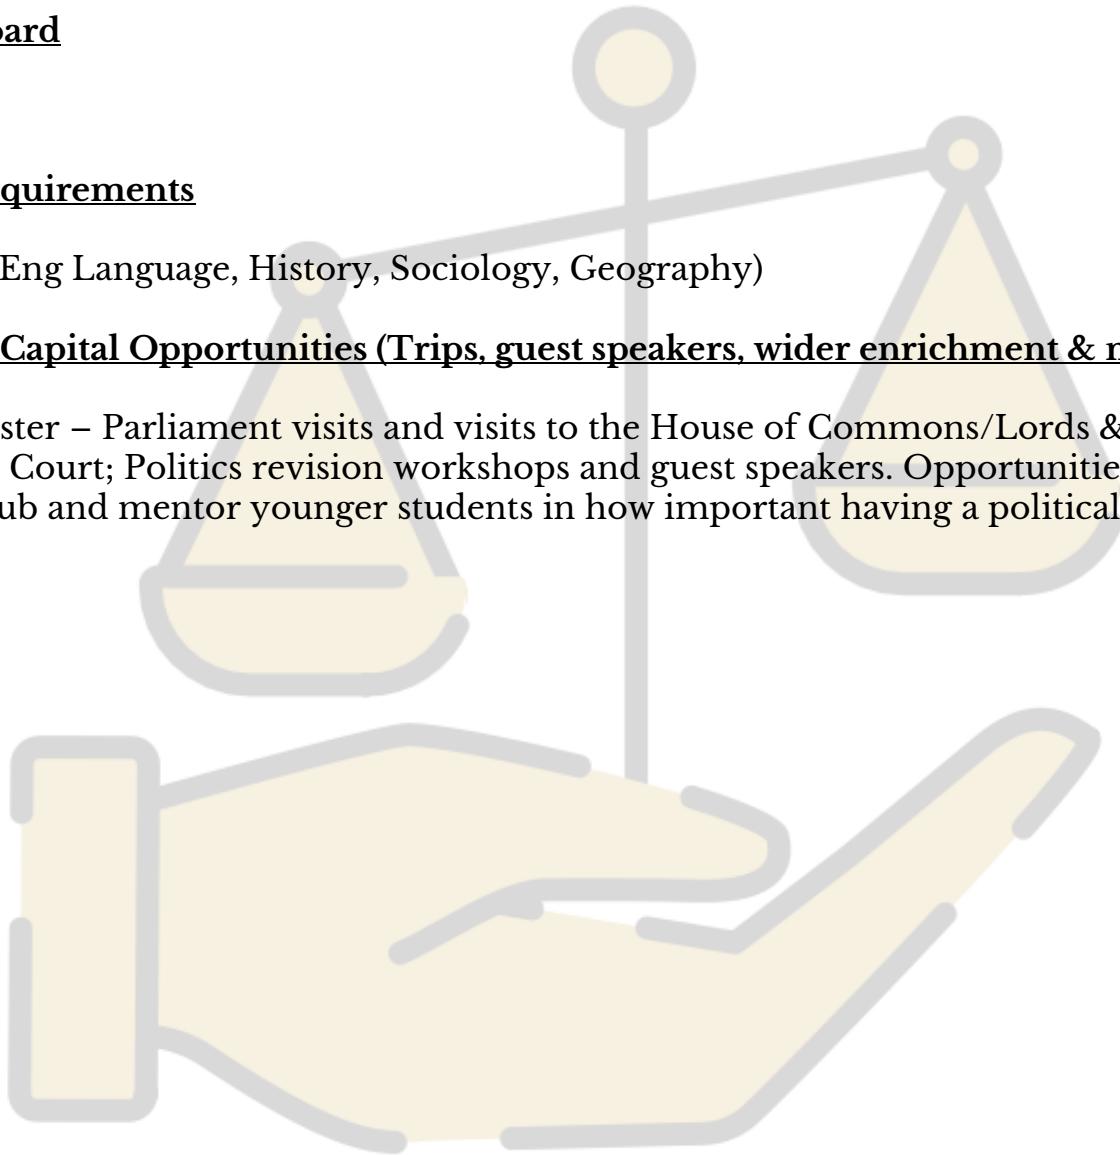 oard
quirements
Eng Language, History, Sociology, Geography)
Capital Opportunities (Trips, guest speakers, wider enrichment &
ster – Parliament visits and visits to the House of Commons/Lords &
Court; Politics revision workshops and guest speakers. Opportunitie
ub and mentor younger students in how important having a political